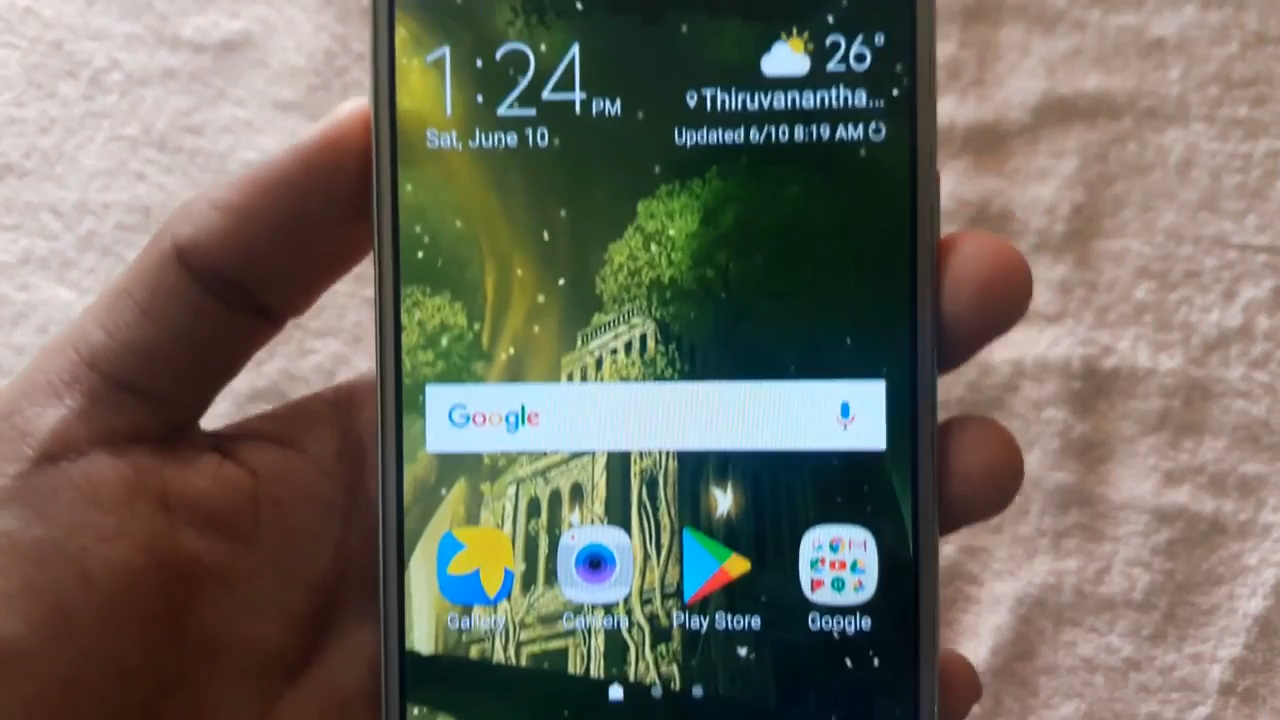 1:24 PM
26°
Thiruvanantha...
Sat, June 10
Updated 6/10 8:19 AM
Google
Gallery
Camera
Play Store
Google